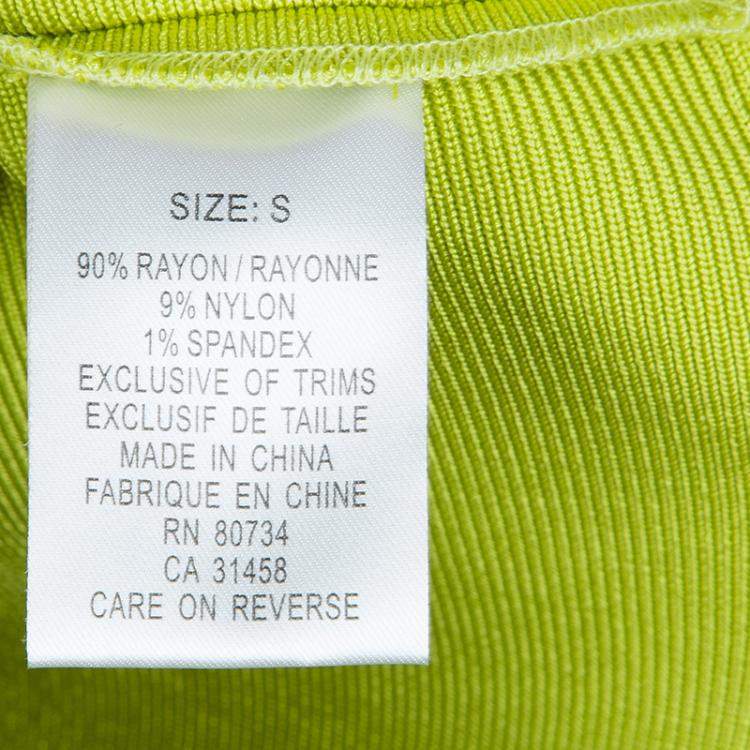 SIZE: S
90% RAYON / RAYONNE
9% NYLON
1% SPANDEX
EXCLUSIVE OF TRIMS
EXCLUSIF DE TAILLE
MADE IN CHINA
FABRIQUE EN CHINE
RN 80734
CA 31458
CARE ON REVERSE